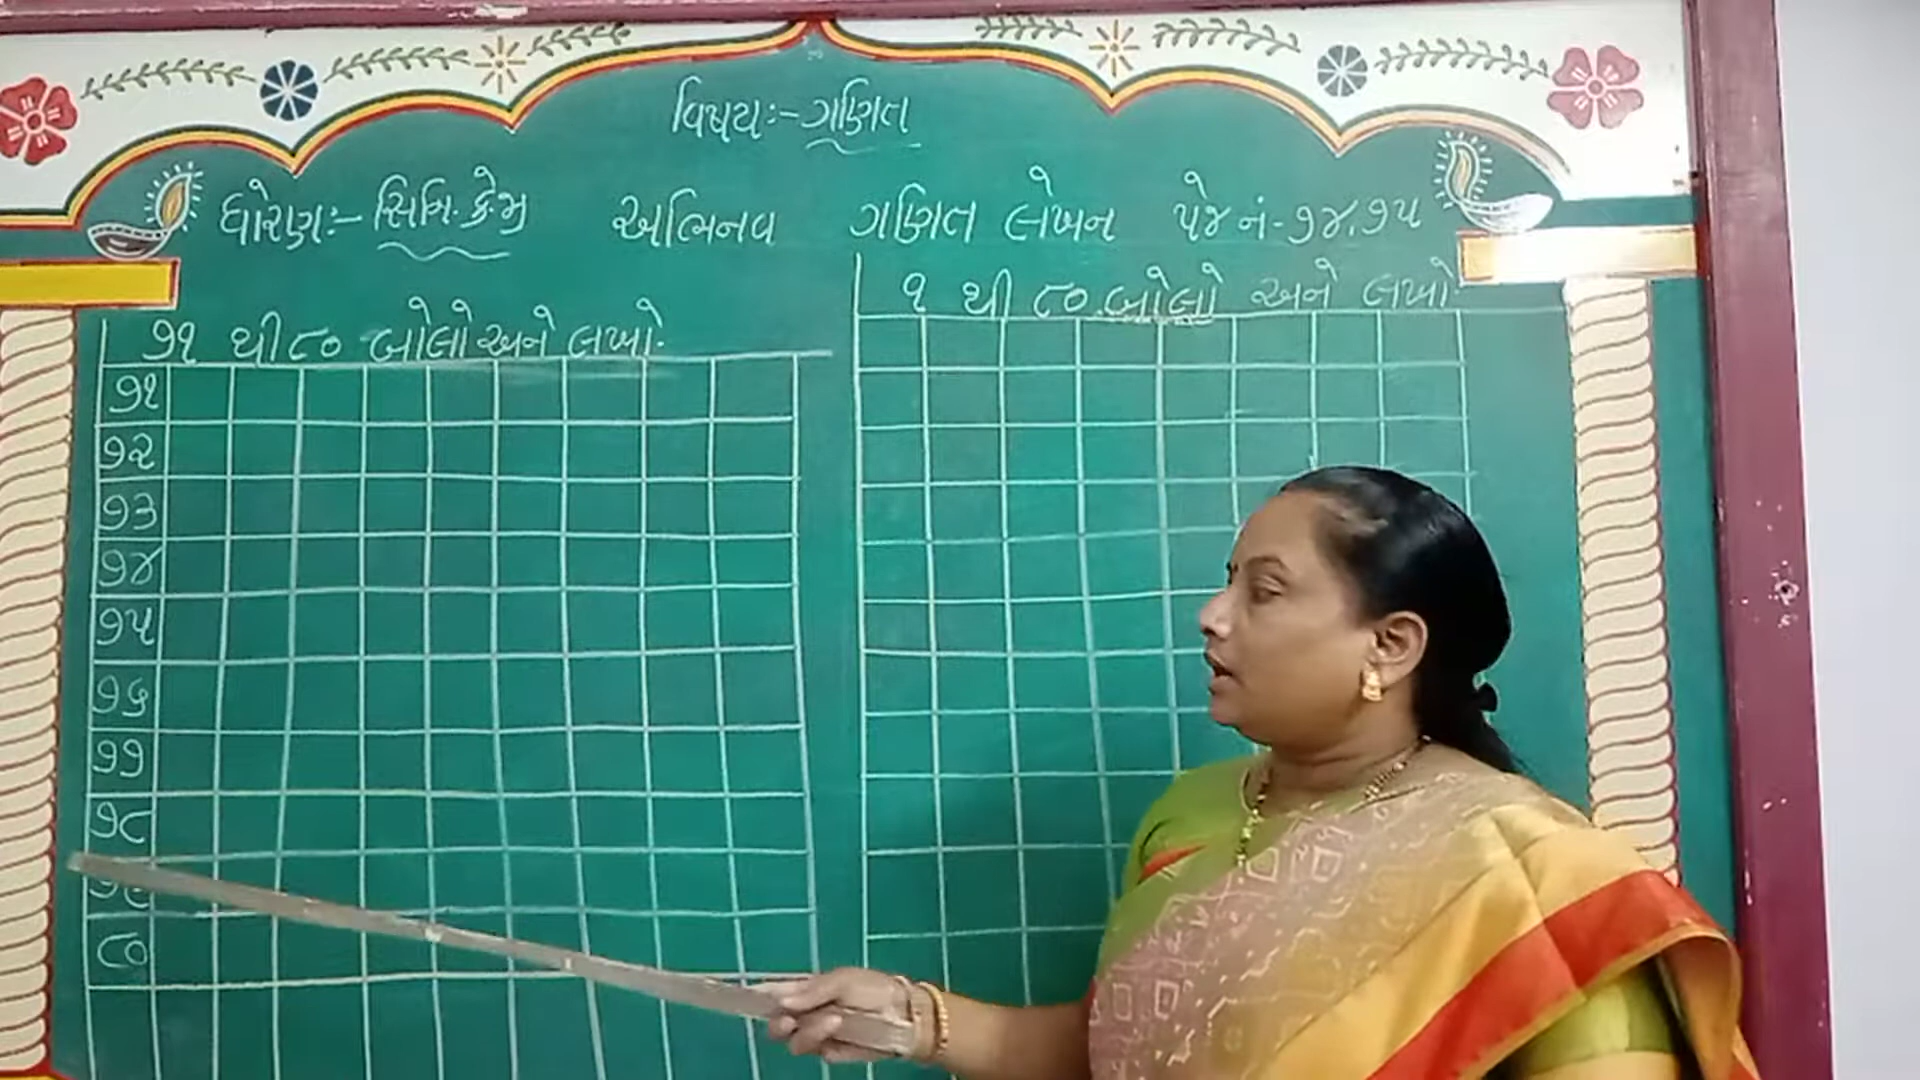 વિષય:- ગણિત
ધોરણ:- સિનિ.કે.જી અભિનવ ગણિત લેખન પેજ નં-૭૪,૭૫
૭૧ થી ૮૦ બોલો અને લખો.
૭૧
૭૨
૭૩
૭૪
૭૫
૭૬
૭૭
૭૮
૭૯
૮૦
૧ થી ૮૦ બોલો અને લખો.